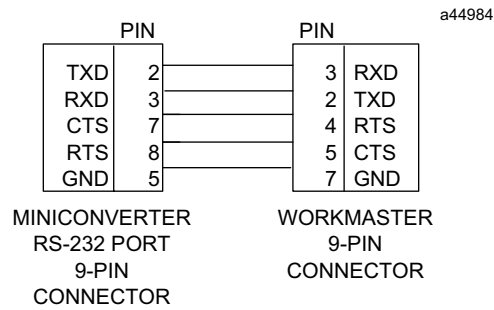 a44984
PIN PIN
TXD 2 3 RXD
RXD 3 2 TXD
CTS 7 4 RTS
RTS 8 5 CTS
GND 5 7 GND
MINICONVERTER WORKMASTER
RS-232 PORT 9-PIN
9-PIN CONNECTOR
CONNECTOR